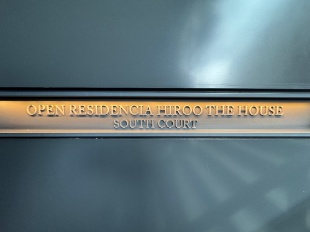 OPEN RESIDENCIA HIROO THE HOUSE
SOUTH COURT